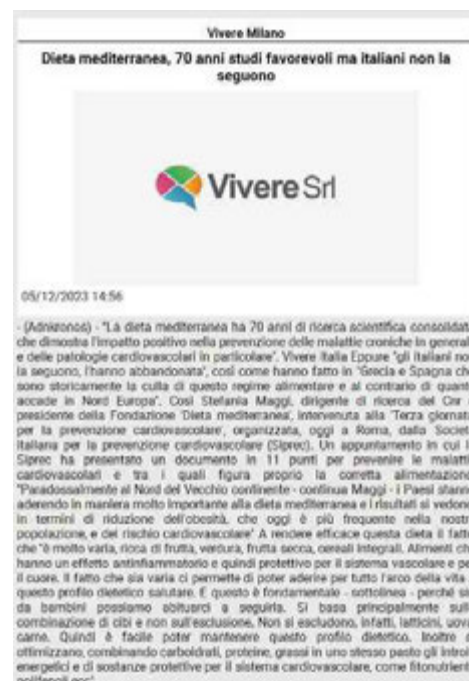 Vivere Milano
Dieta mediterranea, 70 anni studi favorevoli ma italiani non la
seguono
Vivere Srl
05/12/2023 14:56
- (Adnkronos) - "La dieta mediterranea ha 70 anni di ricerca scientifica
che dimostra l'impatto positivo nella prevenzione delle malattie croniche in
e delle patologie cardiovascolari in particolare". Vivere Italia Eppure "gli italiani
la seguono, l'hanno abbandonata", così come hanno fatto in "Grecia e Spagna
sono storicamente la culla di questo regime alimentare e al contrario di
accade in Nord Europa". Così Stefania Maggi, dirigente di ricerca del Cnr
presidente della Fondazione 'Dieta mediterranea', intervenuta alla 'Terza
per la prevenzione cardiovascolare', organizzata, oggi a Roma, dalla
italiana per la prevenzione cardiovascolare (Siprec). Un appuntamento in cui
Siprec ha presentato un documento in 11 punti per prevenire le
cardiovascolari e tra i quali figura proprio la corretta
"Paradossalmente al Nord del Vecchio continente - continua Maggi - i Paesi
aderendo in maniera molto importante alla dieta mediterranea e i risultati si
in termini di riduzione dell'obesità, che oggi è più frequente nella
popolazione, e del rischio cardiovascolare" A rendere efficace questa dieta il
che "è molto varia, ricca di frutta, verdura, frutta secca, cereali integrali. Alimenti
hanno un effetto antinfiammatorio e quindi protettivo per il sistema vascolare e
il cuore. Il fatto che sia varia ci permette di poter aderire per tutto l'arco della vita
questo profilo dietetico salutare. E questo è fondamentale - sottolinea - perché
da bambini possiamo abituarci a seguirla. Si basa principalmente
combinazione di cibi e non sull'esclusione. Non si escludono, infatti, latticini,
carne. Quindi è facile poter mantenere questo profilo dietetico. Inoltre
ottimizzano, combinando carboidrati, proteine, grassi in uno stesso pasto gli
energetici e di sostanze protettive per il sistema cardiovascolare, come